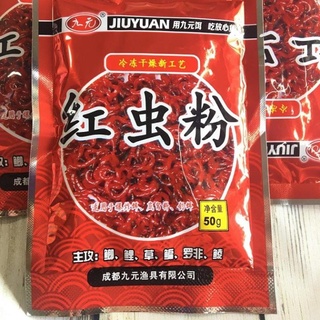 九元 JIUYUAN 用九元饵 吃放心鱼
冷冻干燥新工艺
红虫粉
净含量
50g
主攻：鲫、鲤、草、鳊、罗非、鲮
成都九元渔具有限公司